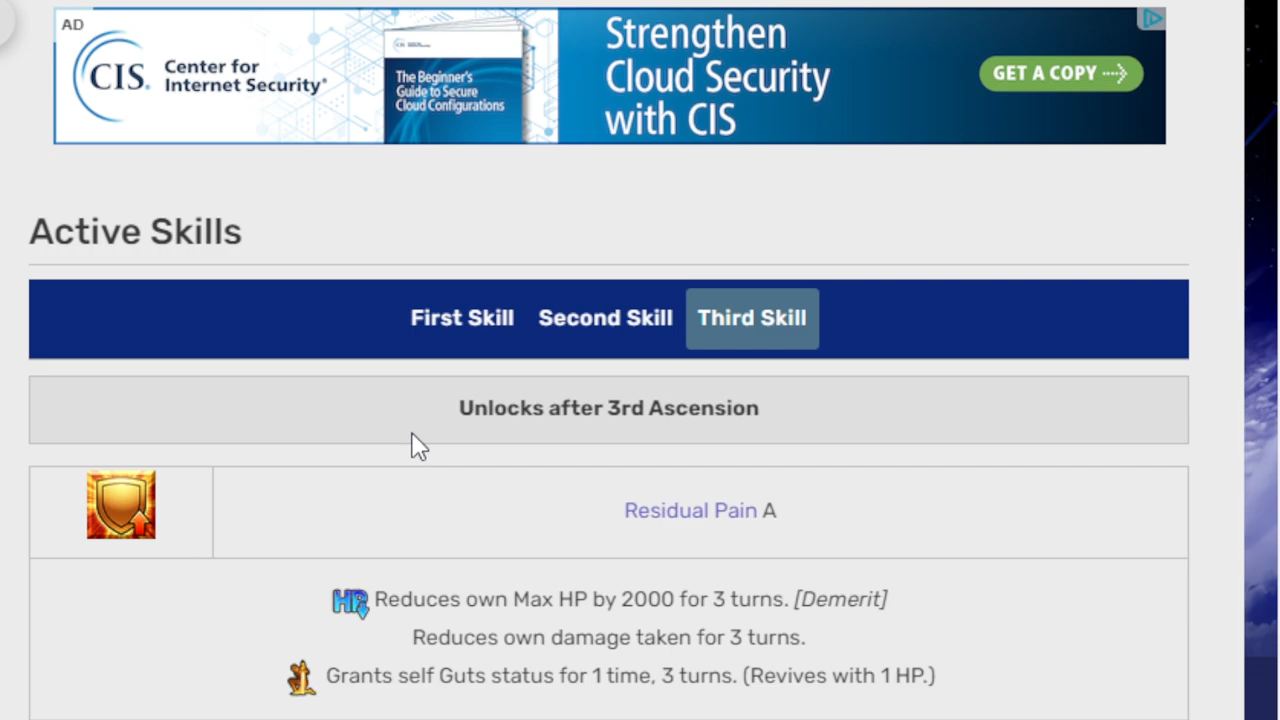 AD
CIS. Center for
Internet Security®
The Beginner's
Guide to Secure
Cloud Configurations
Strengthen
Cloud Security
with CIS
GET A COPY
Active Skills
First Skill Second Skill Third Skill
Unlocks after 3rd Ascension
Residual Pain A
HP Reduces own Max HP by 2000 for 3 turns. [Demerit]
Reduces own damage taken for 3 turns.
Grants self Guts status for 1 time, 3 turns. (Revives with 1 HP.)